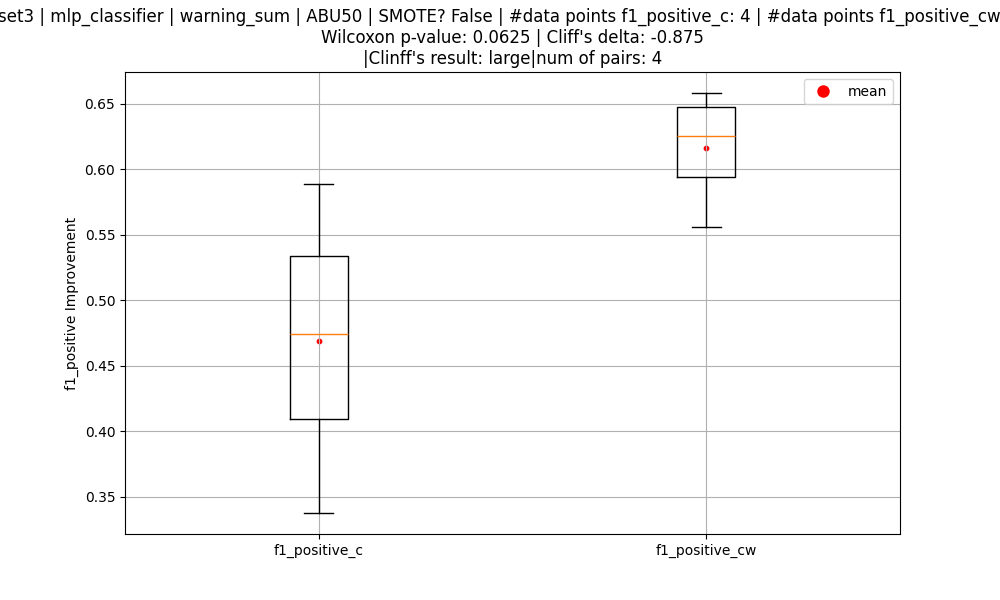 set3 | mlp_classifier | warning_sum | ABU50 | SMOTE? False | #data points f1_positive_c: 4 | #data points f1_positive_cw
Wilcoxon p-value: 0.0625 | Cliff's delta: -0.875
|Clinff's result: large|num of pairs: 4
mean
0.65
0.60
0.55
0.50
0.45
0.40
0.35
f1_positive Improvement
f1_positive_c
f1_positive_cw